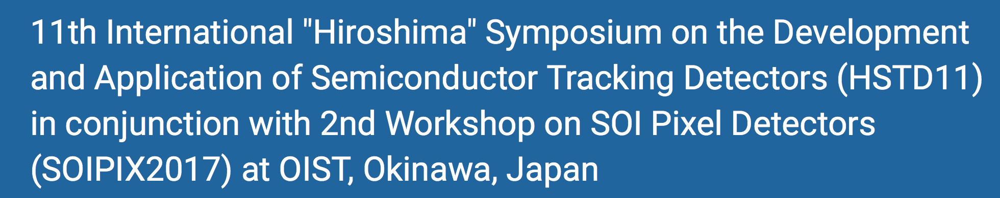 11th International "Hiroshima" Symposium on the Development
and Application of Semiconductor Tracking Detectors (HSTD11)
in conjunction with 2nd Workshop on SOI Pixel Detectors
(SOIPIX2017) at OIST, Okinawa, Japan